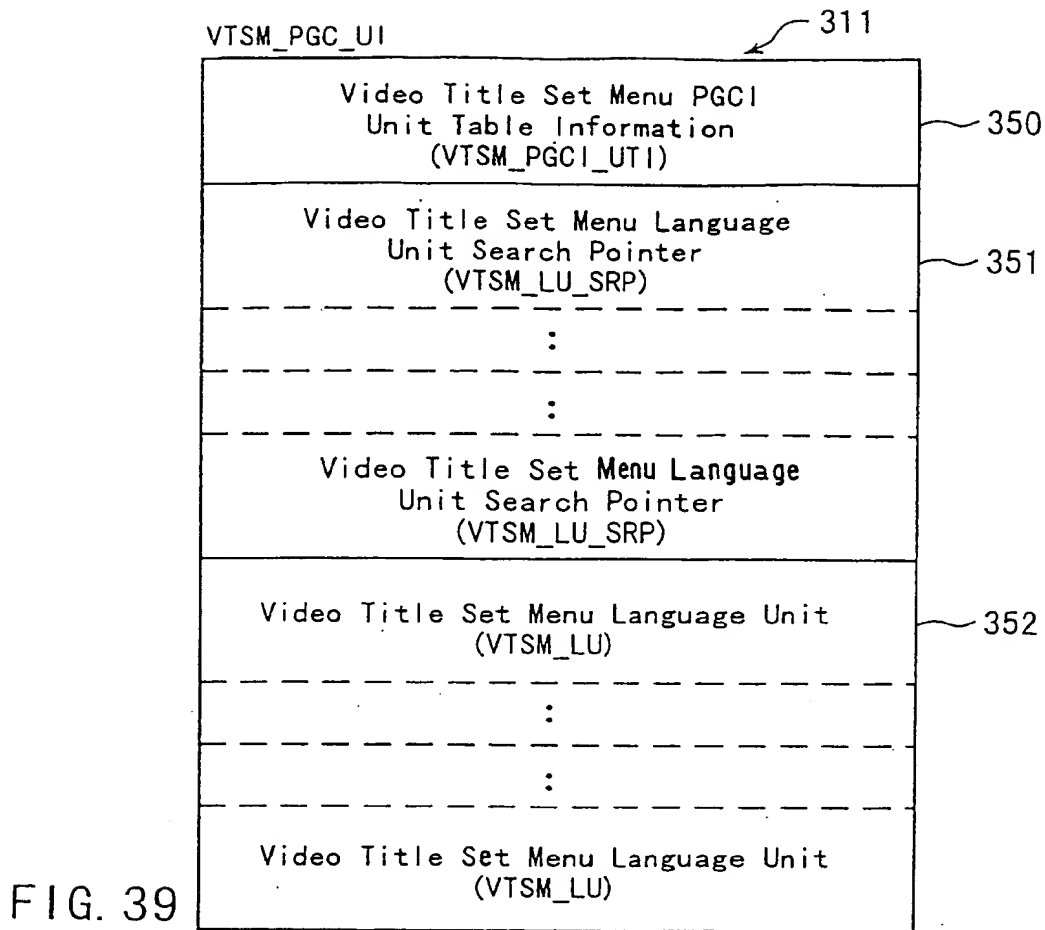 VTSM_PGC_UI
311
Video Title Set Menu PGCI
Unit Table Information
(VTSM_PGCI_UTI)
350
Video Title Set Menu Language
Unit Search Pointer
(VTSM_LU_SRP)
351
:
:
Video Title Set Menu Language
Unit Search Pointer
(VTSM_LU_SRP)
Video Title Set Menu Language Unit
(VTSM_LU)
352
:
:
Video Title Set Menu Language Unit
(VTSM_LU)
FIG. 39